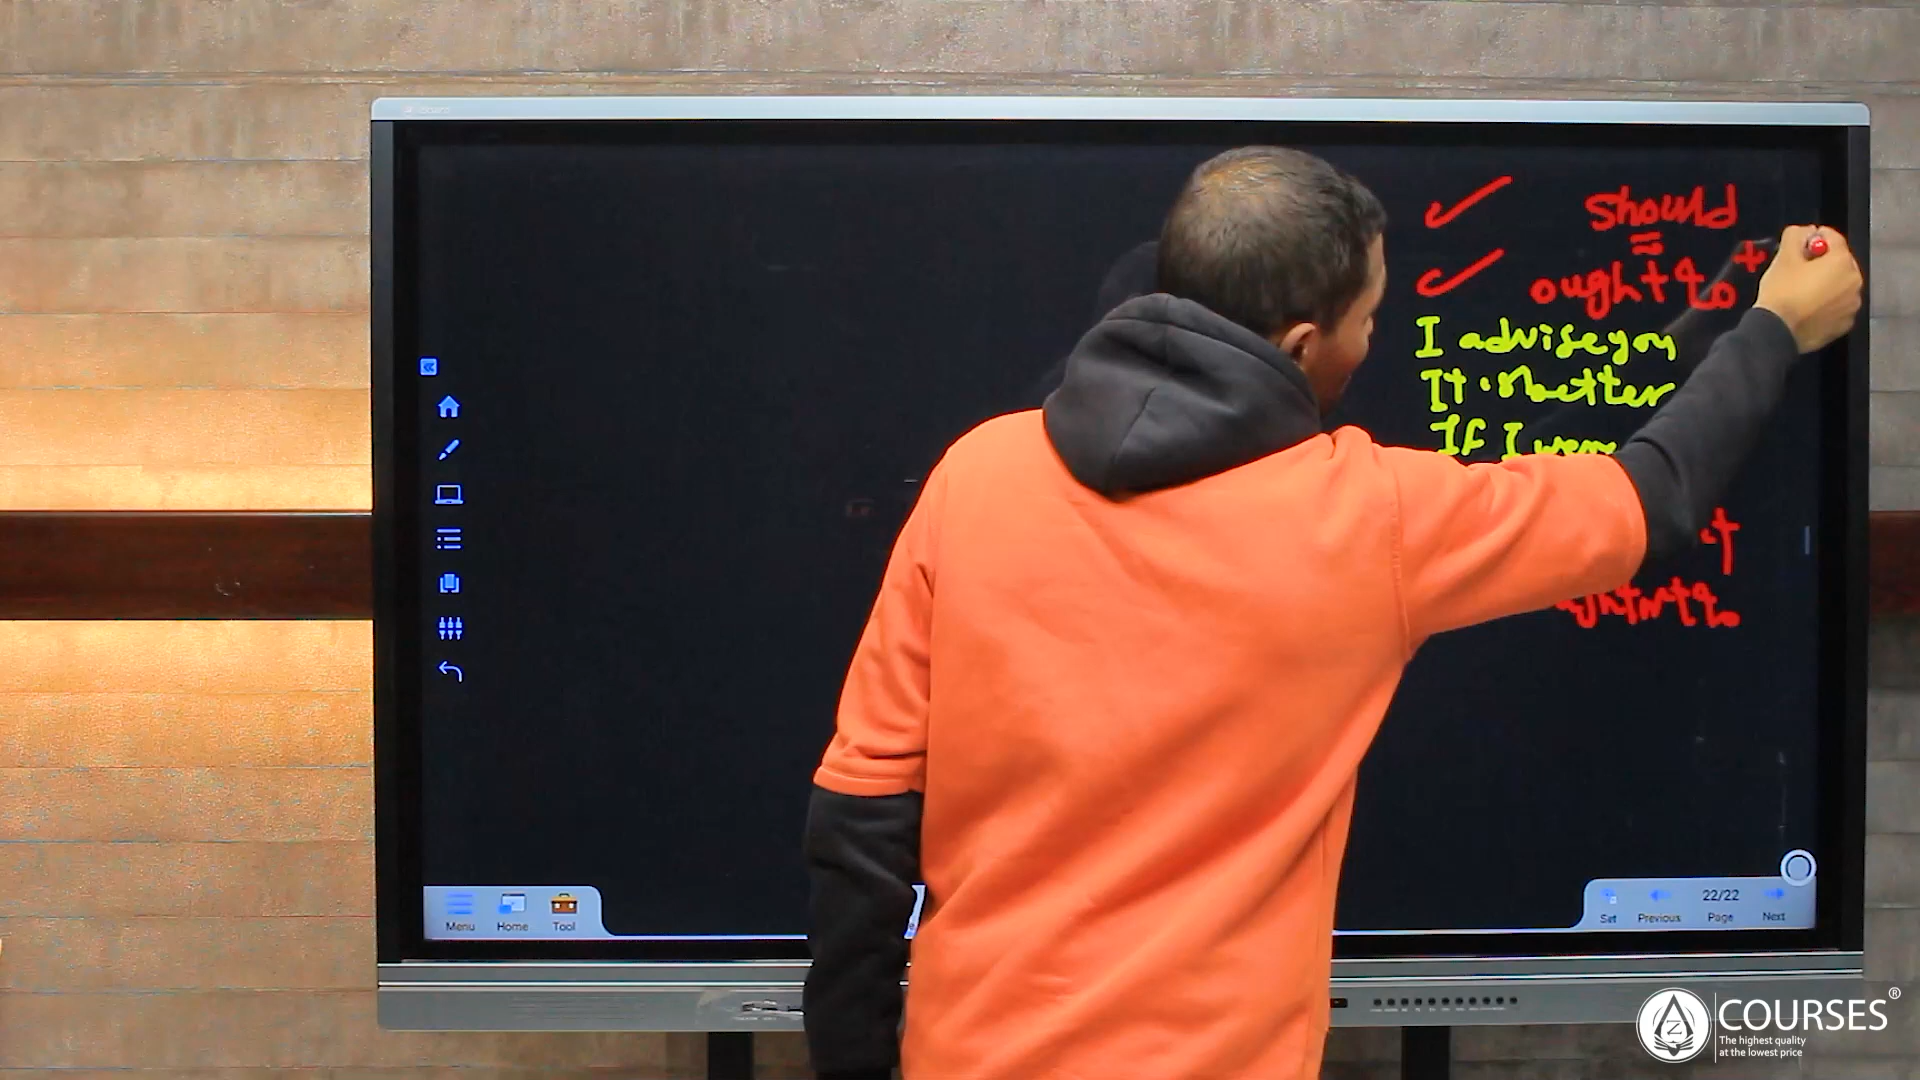 should
=
ought to +
I advise you
It is better
If I were
Menu Home Tool
22/22
Set Previous Page Next
COURSES®
The highest quality
at the lowest price